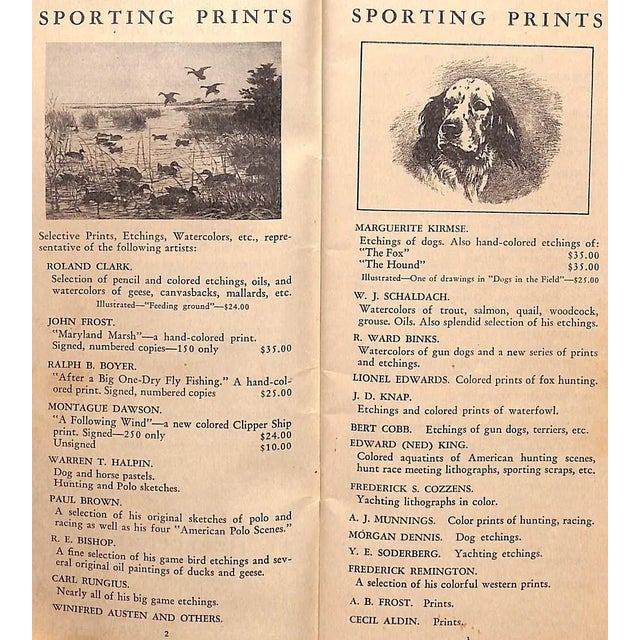 SPORTING PRINTS
Selective Prints, Etchings, Watercolors, etc., repre-
sentative of the following artists:
ROLAND CLARK.
Selection of pencil and colored etchings, oils, and
watercolors of geese, canvasbacks, mallards, etc.
Illustrated—"Feeding ground"—$24.00
JOHN FROST.
"Maryland Marsh"—a hand-colored print.
Signed, numbered copies—150 only $35.00
RALPH B. BOYER.
"After a Big One-Dry Fly Fishing." A hand-col-
ored print. Signed, numbered copies $25.00
MONTAGUE DAWSON.
"A Following Wind"—a new colored Clipper Ship
print. Signed—250 only $24.00
Unsigned $10.00
WARREN T. HALPIN.
Dog and horse pastels.
Hunting and Polo sketches.
PAUL BROWN.
A selection of his original sketches of polo and
racing as well as his four "American Polo Scenes."
R. E. BISHOP.
A fine selection of his game bird etchings and sev-
eral original oil paintings of ducks and geese.
CARL RUNGIUS.
Nearly all of his big game etchings.
WINIFRED AUSTEN AND OTHERS.
2
SPORTING PRINTS
MARGUERITE KIRMSE.
Etchings of dogs. Also hand-colored etchings of:
"The Fox" $35.00
"The Hound" $35.00
Illustrated—One of drawings in "Dogs in the Field"—$25.00
W. J. SCHALDACH.
Watercolors of trout, salmon, quail, woodcock,
grouse. Oils. Also splendid selection of his etchings.
R. WARD BINKS.
Watercolors of gun dogs and a new series of prints
and etchings.
LIONEL EDWARDS. Colored prints of fox hunting.
J. D. KNAP.
Etchings and colored prints of waterfowl.
BERT COBB. Etchings of gun dogs, terriers, etc.
EDWARD (NED) KING.
Colored aquatints of American hunting scenes,
hunt race meeting lithographs, sporting scraps, etc.
FREDERICK S. COZZENS.
Yachting lithographs in color.
A. J. MUNNINGS. Color prints of hunting, racing.
MORGAN DENNIS. Dog etchings.
Y. E. SODERBERG. Yachting etchings.
FREDERICK REMINGTON.
A selection of his colorful western prints.
A. B. FROST. Prints.
CECIL ALDIN. Prints.